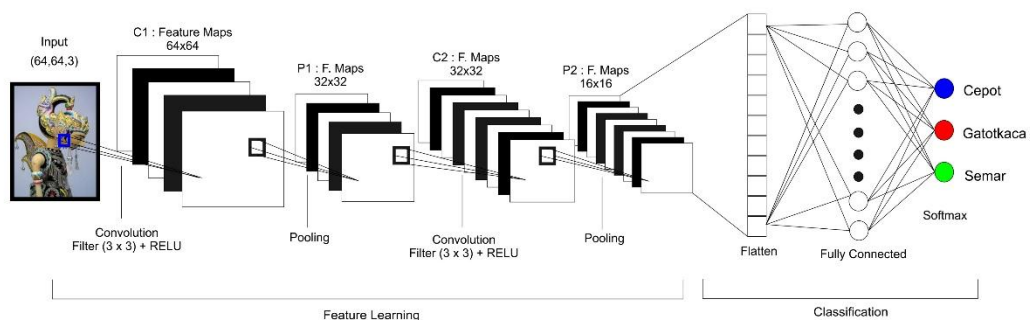 Input
(64,64,3)
C1 : Feature Maps
64x64
P1 : F. Maps
32x32
C2 : F. Maps
32x32
P2 : F. Maps
16x16
Convolution
Filter (3 x 3) + RELU
Pooling
Convolution
Filter (3 x 3) + RELU
Pooling
Flatten
Fully Connected
Cepot
Gatotkaca
Semar
Softmax
Feature Learning
Classification